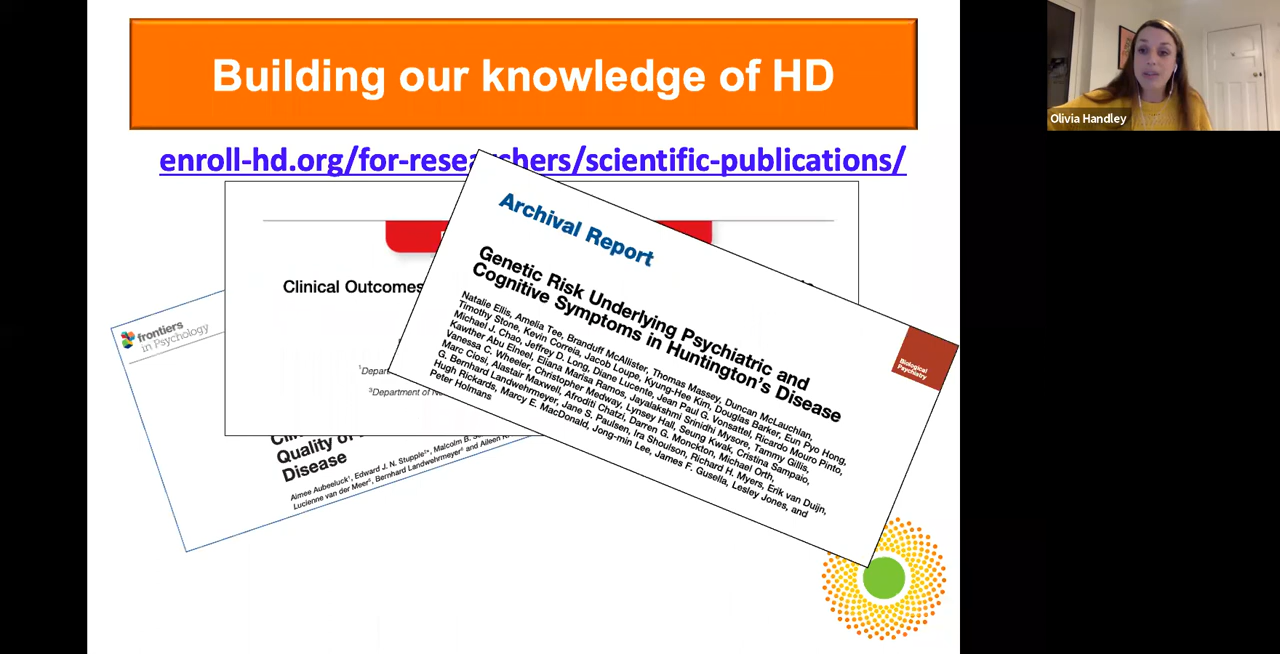 Building our knowledge of HD
enroll-hd.org/for-researchers/scientific-publications/
Olivia Handley
Archival Report
Genetic Risk Underlying Psychiatric and
Cognitive Symptoms in Huntington's Disease
Natalie Ellis, Amelia Tee, Branduff McAllister, Thomas Massey, Duncan McLauchlan,
Timothy Stone, Kevin Correia, Jacob Loupe, Kyung-Hee Kim, Douglas Barker, Eun Pyo Hong,
Michael J. Chao, Jeffrey D. Long, Diane Lucente, Jean Paul G. Vonsattel, Ricardo Mouro Pinto,
Kawther Abu Elneel, Eliana Marisa Ramos, Jayalakshmi Srinidhi Mysore, Tammy Gillis,
Vanessa C. Wheeler, Christopher Medway, Lynsey Hall, Seung Kwak, Cristina Sampaio,
Marc Ciosi, Alastair Maxwell, Afroditi Chatzi, Darren G. Monckton, Michael Orth,
G. Bernhard Landwehrmeyer, Jane S. Paulsen, Ira Shoulson, Richard H. Myers, Erik van Duijn,
Hugh Rickards, Marcy E. MacDonald, Jong-min Lee, James F. Gusella, Lesley Jones, and
Peter Holmans
Biological
Psychiatry
Clinical Outcomes
Department of
frontiers
in Psychology
Quality of
Disease
Aimee Aubeeluck¹, Edward J. N. Stupple²*, Malcolm B.
Lucienne van der Meer⁵, Bernhard Landwehrmeyer⁶ and Aileen